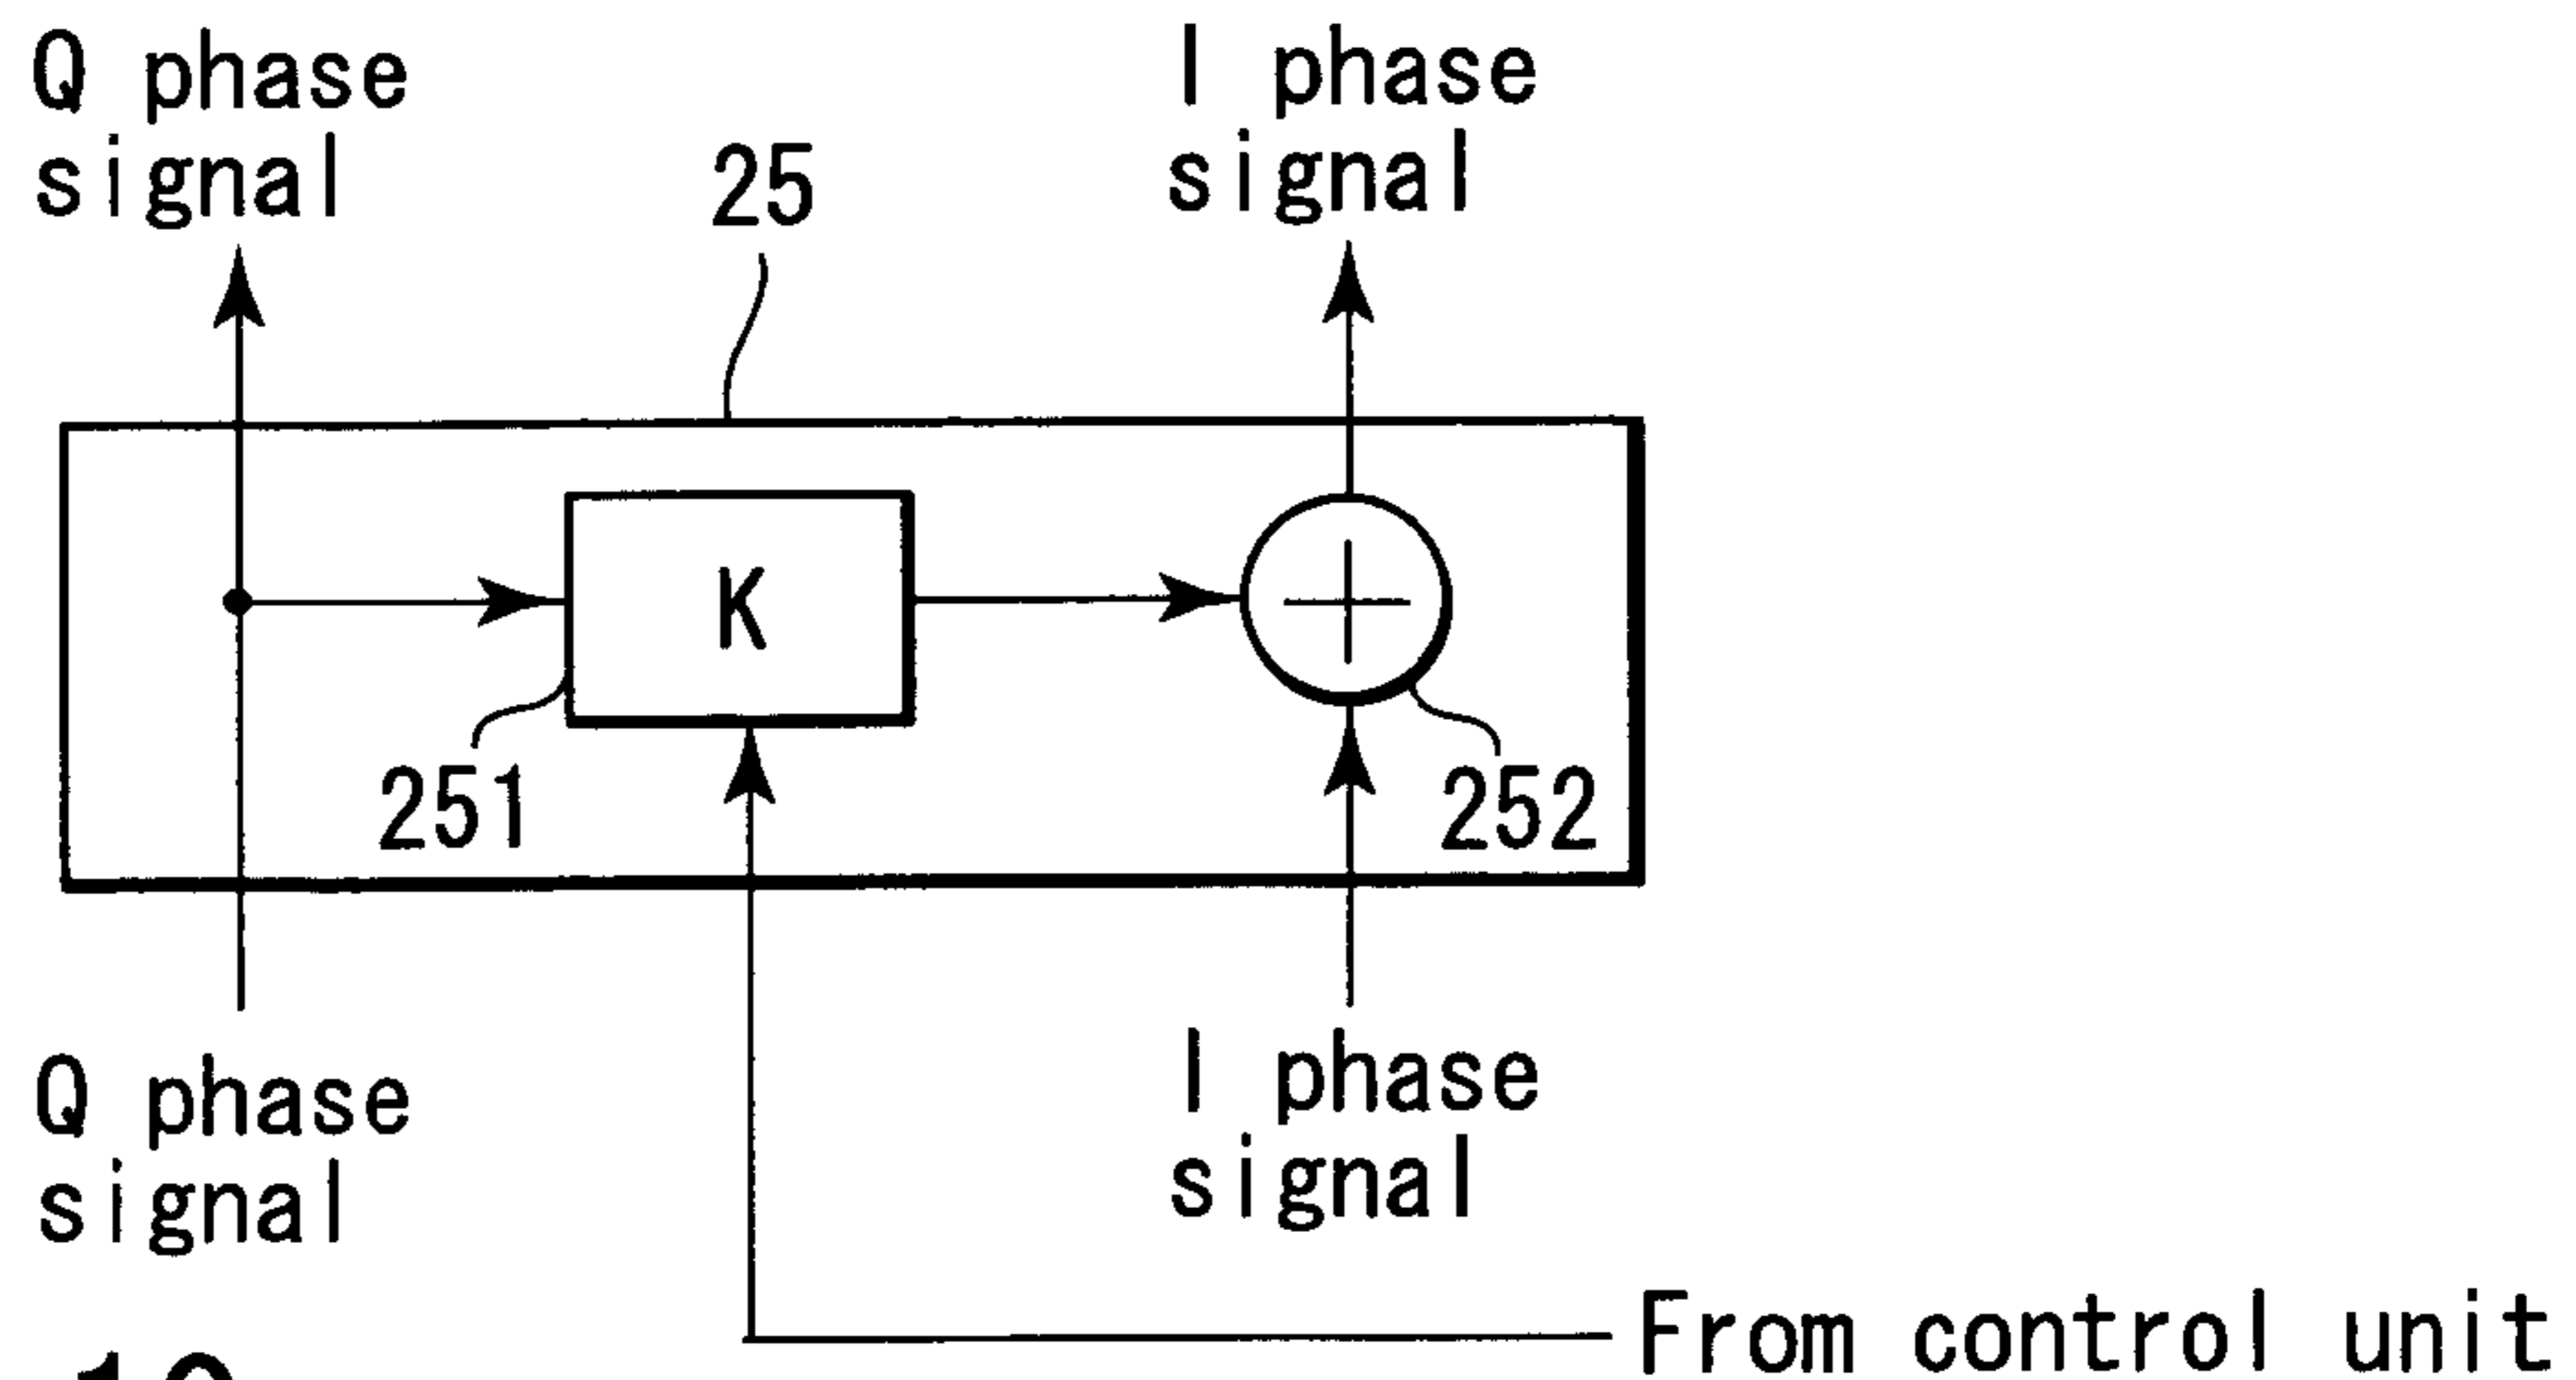 Q phase
signal
I phase
signal
25
K
251
252
Q phase
signal
I phase
signal
From control unit